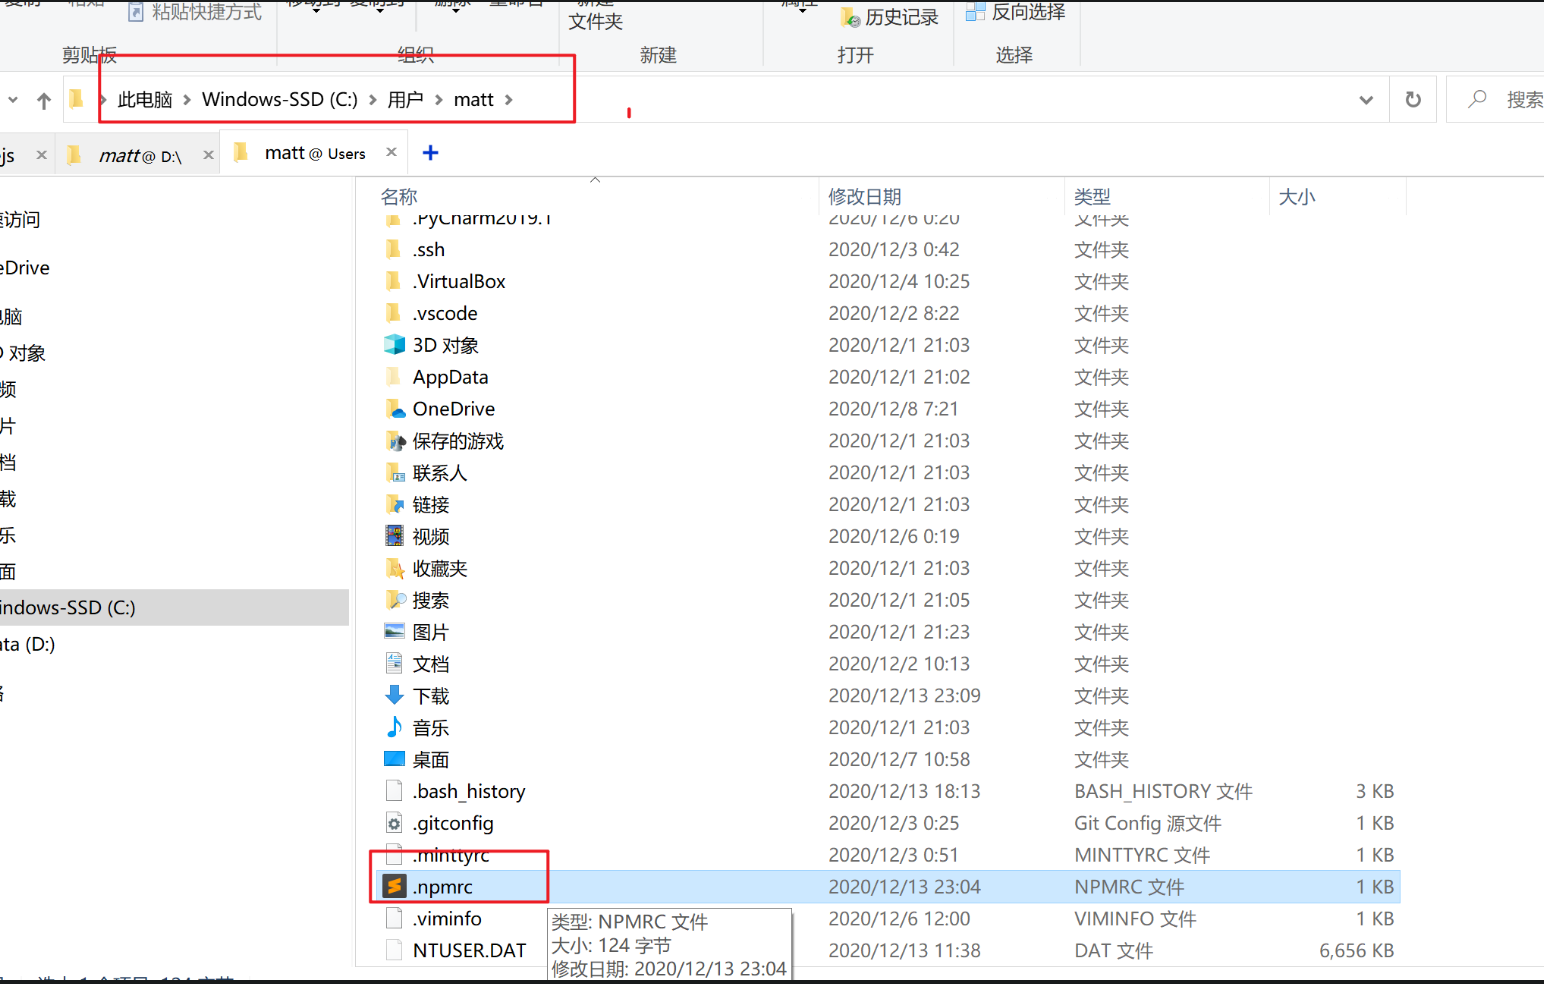 粘贴快捷方式
文件夹
历史记录
反向选择
剪贴板 组织 新建 打开 选择
此电脑 > Windows-SSD (C:) > 用户 > matt > 搜索
js matt @ D:\ matt @ Users
名称 修改日期 类型 大小
.PyCharm2019.1 2020/12/6 0:20 文件夹
.ssh 2020/12/3 0:42 文件夹
.VirtualBox 2020/12/4 10:25 文件夹
.vscode 2020/12/2 8:22 文件夹
3D 对象 2020/12/1 21:03 文件夹
AppData 2020/12/1 21:02 文件夹
OneDrive 2020/12/8 7:21 文件夹
保存的游戏 2020/12/1 21:03 文件夹
联系人 2020/12/1 21:03 文件夹
链接 2020/12/1 21:03 文件夹
视频 2020/12/6 0:19 文件夹
收藏夹 2020/12/1 21:03 文件夹
搜索 2020/12/1 21:05 文件夹
图片 2020/12/1 21:23 文件夹
文档 2020/12/2 10:13 文件夹
下载 2020/12/13 23:09 文件夹
音乐 2020/12/1 21:03 文件夹
桌面 2020/12/7 10:58 文件夹
.bash_history 2020/12/13 18:13 BASH_HISTORY 文件 3 KB
.gitconfig 2020/12/3 0:25 Git Config 源文件 1 KB
.minttyrc 2020/12/3 0:51 MINTTYRC 文件 1 KB
.npmrc 2020/12/13 23:04 NPMRC 文件 1 KB
.viminfo 2020/12/6 12:00 VIMINFO 文件 1 KB
NTUSER.DAT 2020/12/13 11:38 DAT 文件 6,656 KB
类型: NPMRC 文件
大小: 124 字节
修改日期: 2020/12/13 23:04
访问
eDrive
电脑
对象
频
片
档
载
乐
面
indows-SSD (C:)
ata (D:)